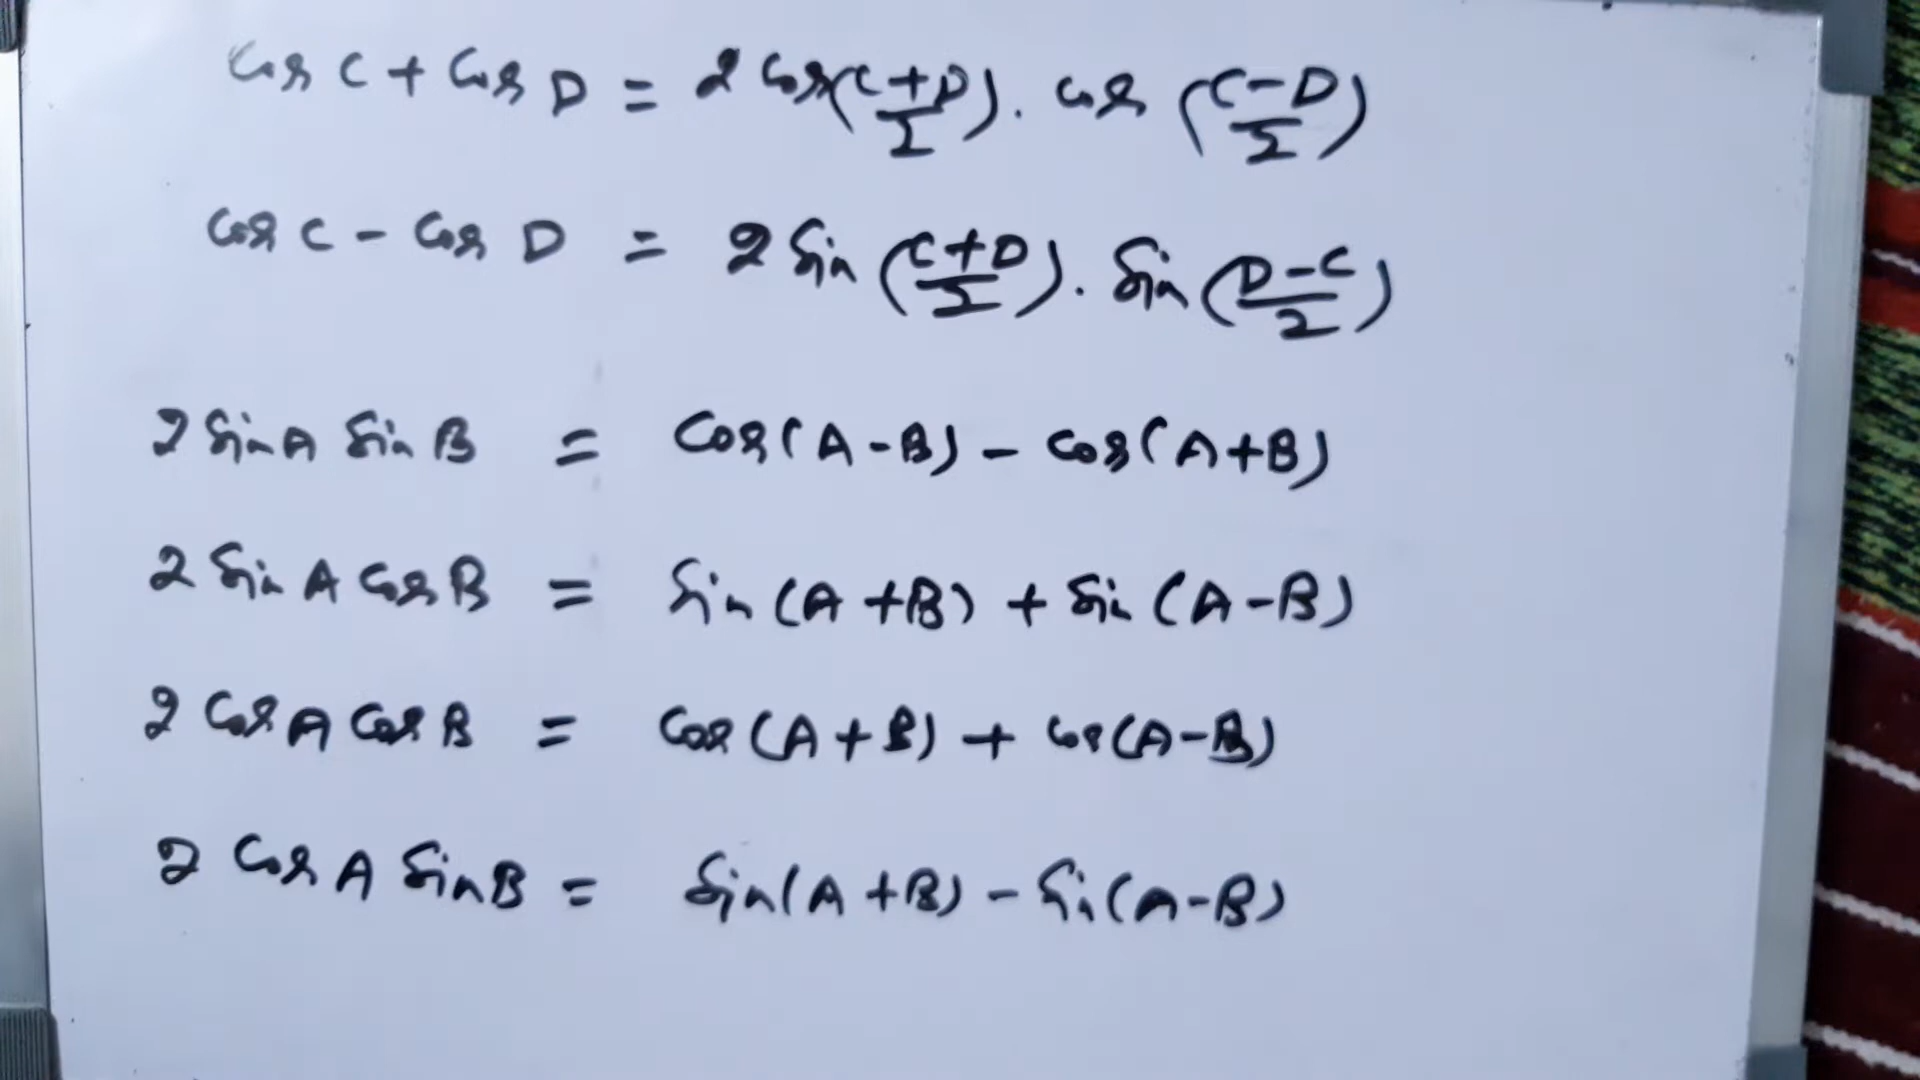 Cos C + Cos D = 2 Cos((C+D)/2) . cos ((C-D)/2)
Cos C - Cos D = 2 Sin ((C+D)/2) . Sin ((D-C)/2)
2 Sin A Sin B = Cos(A-B) - Cos(A+B)
2 Sin A Cos B = Sin (A+B) + Sin (A-B)
2 Cos A Cos B = Cos (A+B) + Cos(A-B)
2 Cos A Sin B = Sin(A+B) - Sin(A-B)